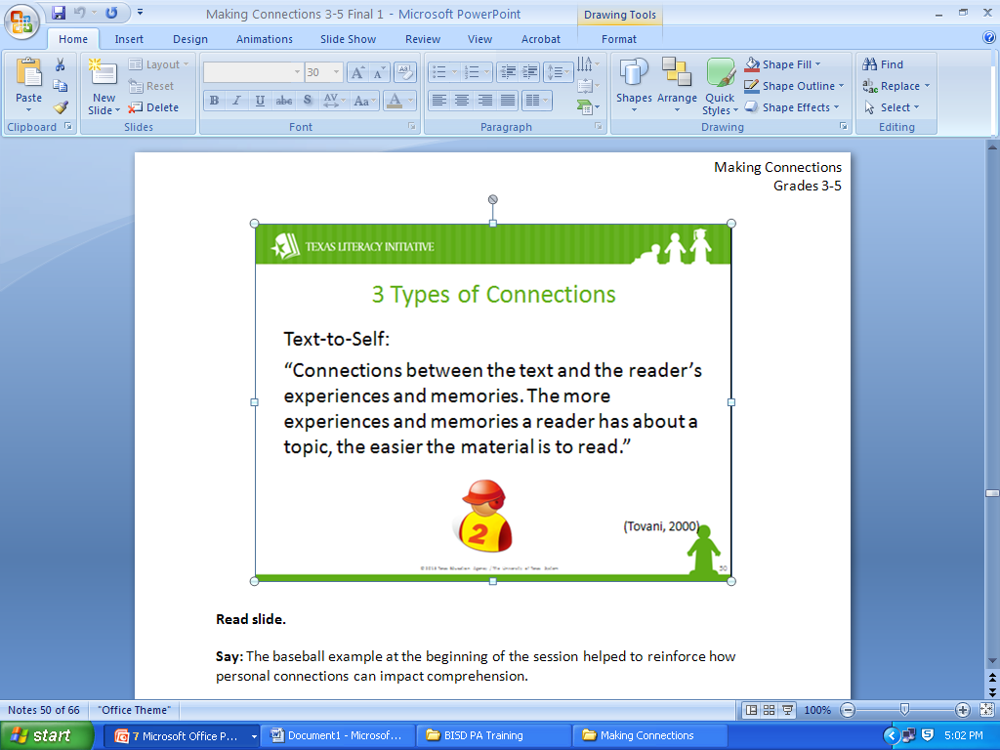 Making Connections 3-5 Final 1 - Microsoft PowerPoint
Drawing Tools
Home Insert Design Animations Slide Show Review View Acrobat Format
Paste
Clipboard
New
Slide
Layout
Reset
Delete
Slides
30
B I U abc S AV Aa A
Font
Paragraph
Shapes
Arrange
Quick
Styles
Shape Fill
Shape Outline
Shape Effects
Drawing
Find
Replace
Select
Editing
Making Connections
Grades 3-5
TEXAS LITERACY INITIATIVE
3 Types of Connections
Text-to-Self:
“Connections between the text and the reader’s
experiences and memories. The more
experiences and memories a reader has about a
topic, the easier the material is to read.”
2
(Tovani, 2000)
50
Read slide.
Say: The baseball example at the beginning of the session helped to reinforce how
personal connections can impact comprehension.
Notes 50 of 66 "Office Theme" 100%
start 7 Microsoft Office P... Document1 - Microsof... BISD PA Training Making Connections 5:02 PM